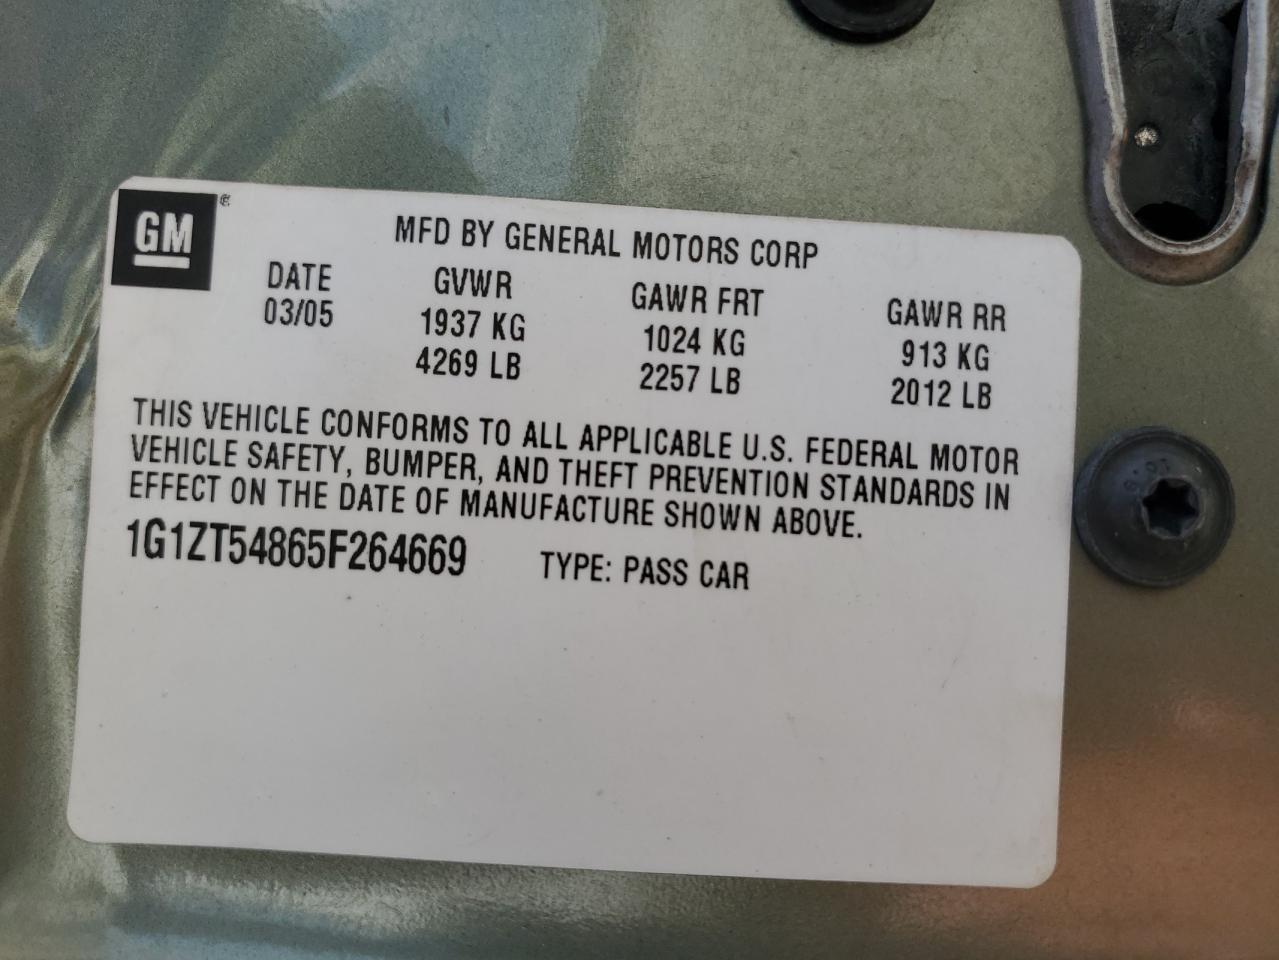 GM ®
MFD BY GENERAL MOTORS CORP
DATE GVWR GAWR FRT GAWR RR
03/05 1937 KG 1024 KG 913 KG
4269 LB 2257 LB 2012 LB
THIS VEHICLE CONFORMS TO ALL APPLICABLE U.S. FEDERAL MOTOR
VEHICLE SAFETY, BUMPER, AND THEFT PREVENTION STANDARDS IN
EFFECT ON THE DATE OF MANUFACTURE SHOWN ABOVE.
1G1ZT54865F264669 TYPE: PASS CAR